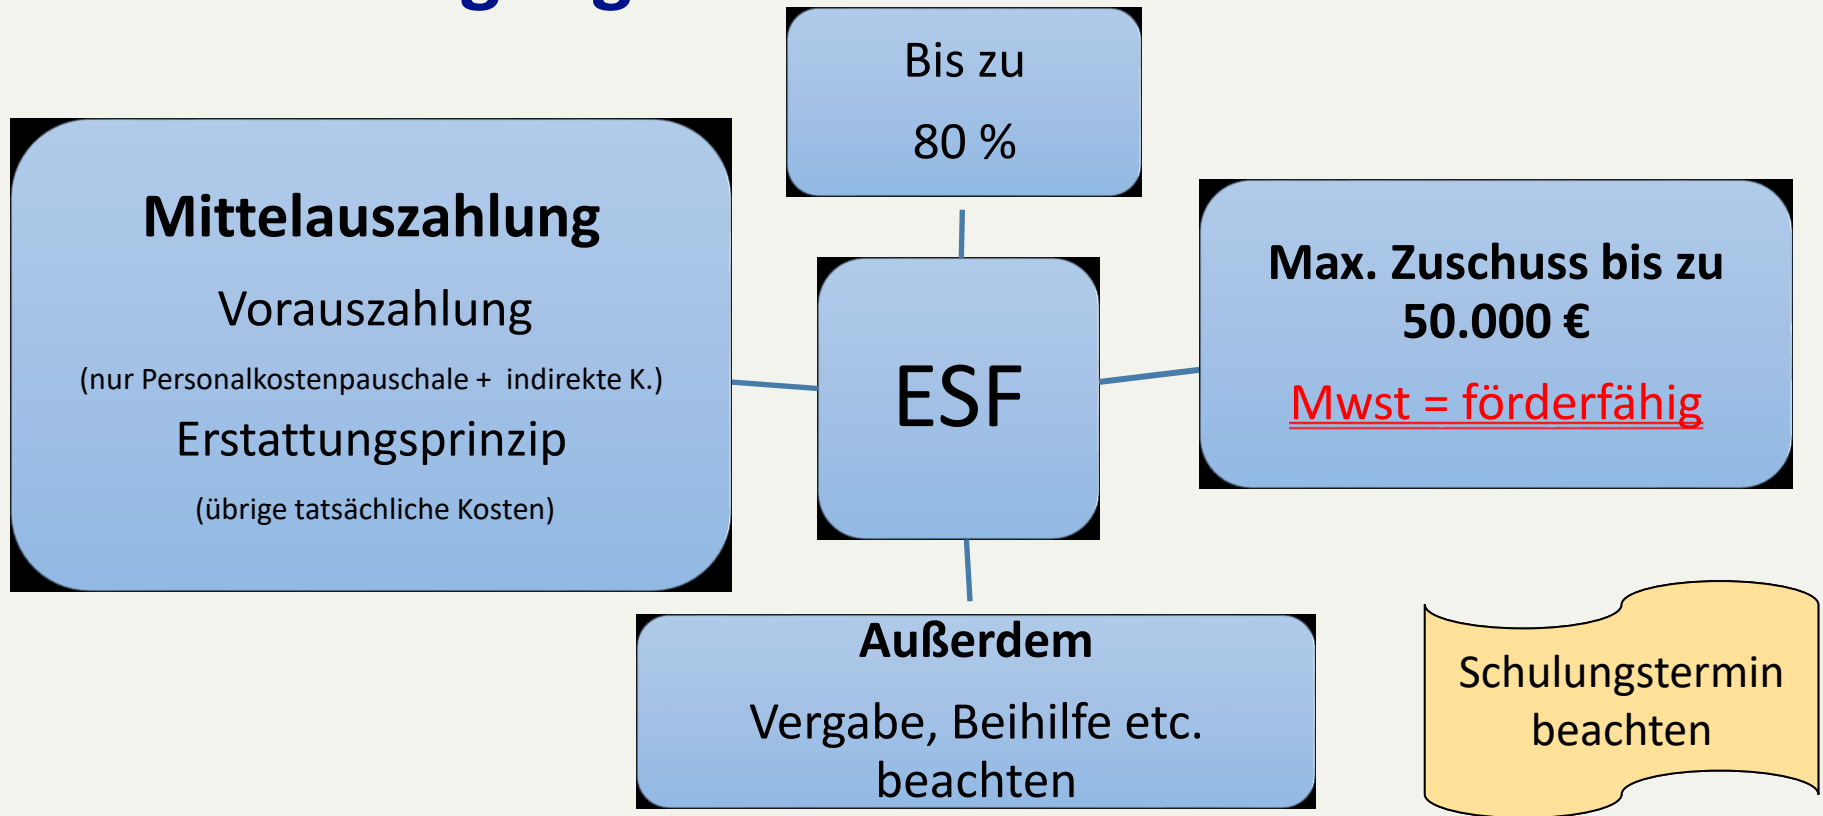 Bis zu
80 %
Mittelauszahlung
Vorauszahlung
(nur Personalkostenpauschale + indirekte K.)
Erstattungsprinzip
(übrige tatsächliche Kosten)
ESF
Max. Zuschuss bis zu
50.000 €
Mwst = förderfähig
Außerdem
Vergabe, Beihilfe etc.
beachten
Schulungstermin
beachten